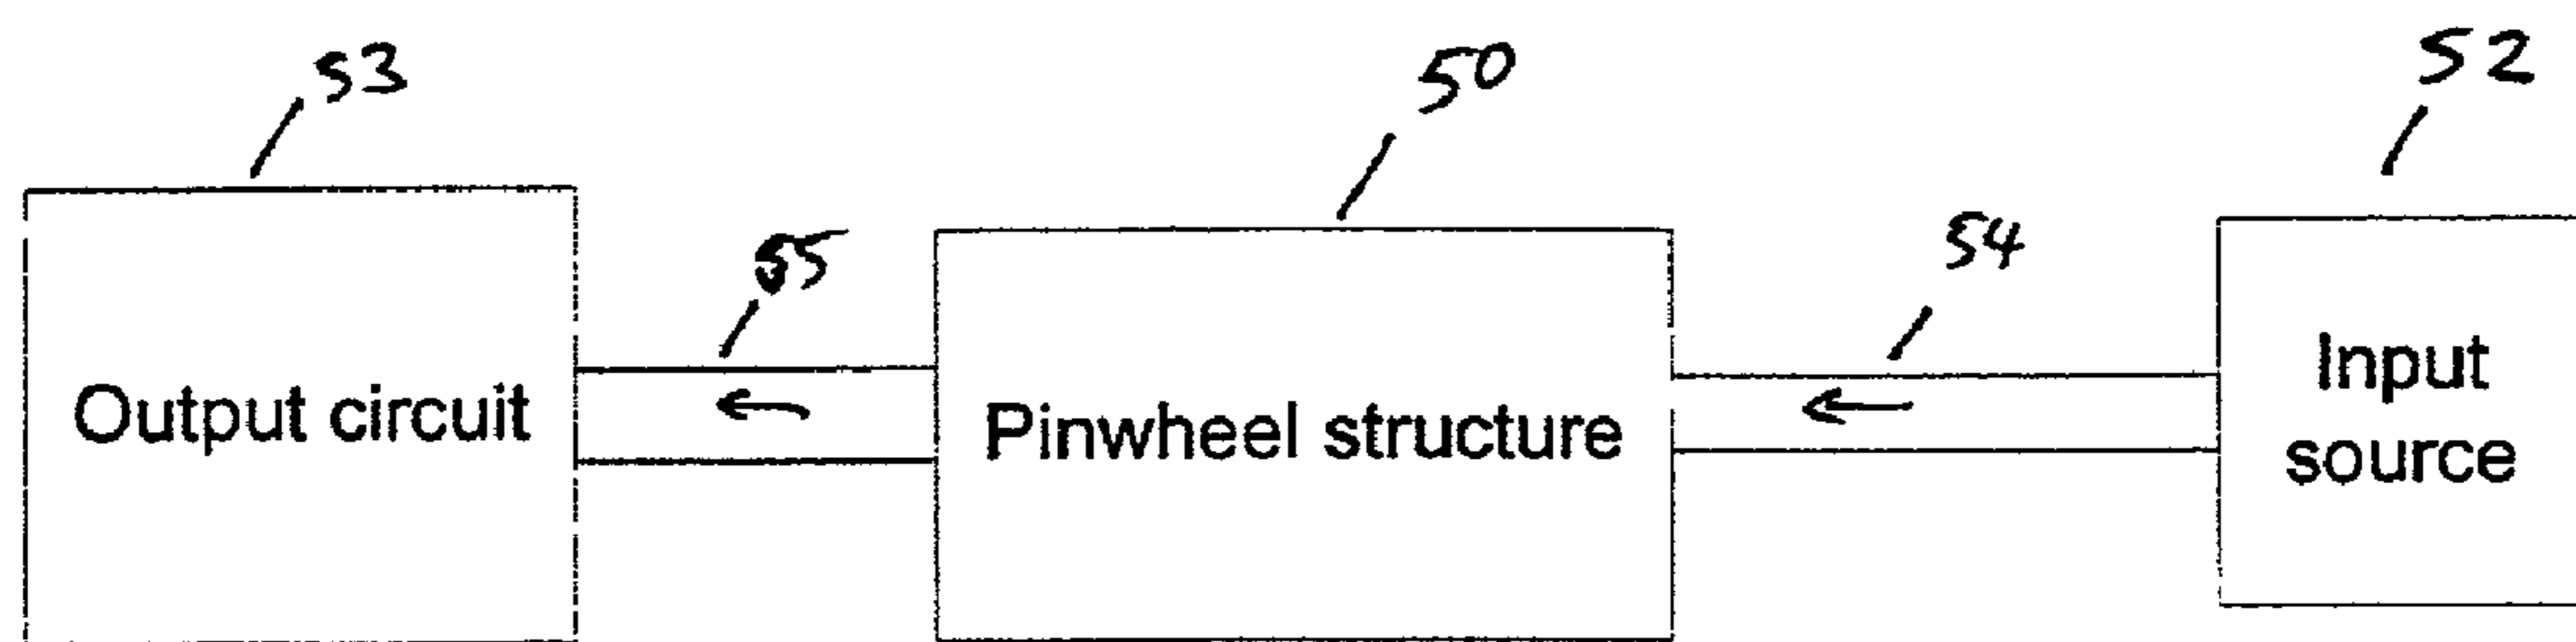 53
50
52
55
54
Output circuit
Pinwheel structure
Input
source